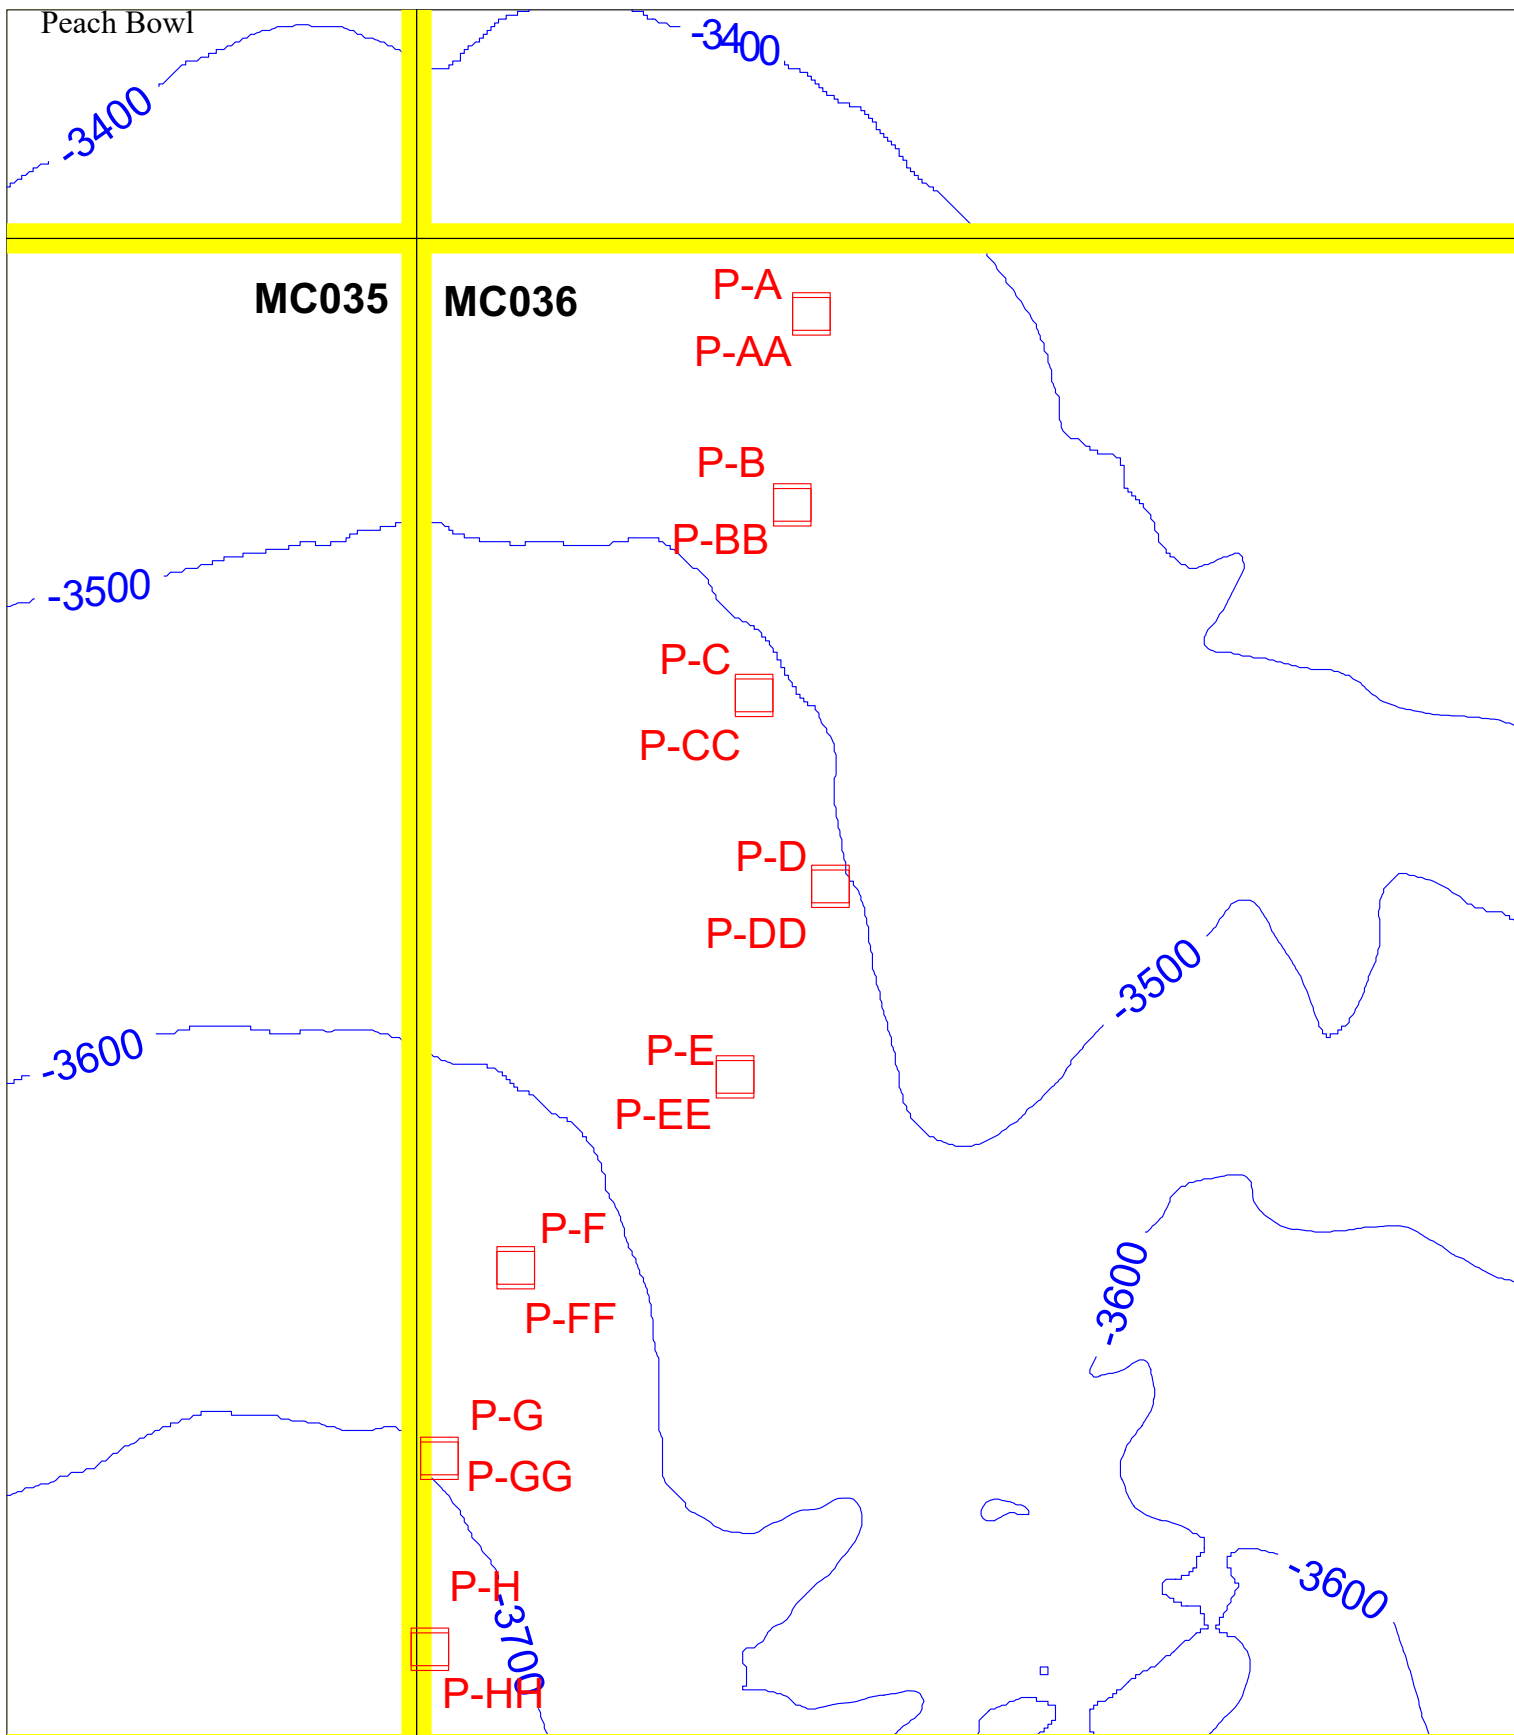 Peach Bowl
-3400
-3400
MC035
MC036
P-A
P-AA
P-B
P-BB
-3500
P-C
P-CC
P-D
P-DD
-3500
-3600
P-E
P-EE
P-F
-3600
P-FF
P-G
P-GG
P-H
-3600
-3700
P-HH